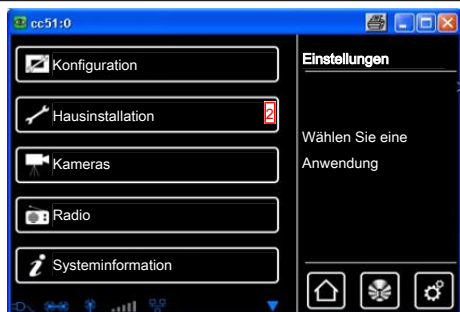 cc51:0
Konfiguration
Hausinstallation 2
Kameras
Radio
Systeminformation
Einstellungen
Wählen Sie eine
Anwendung